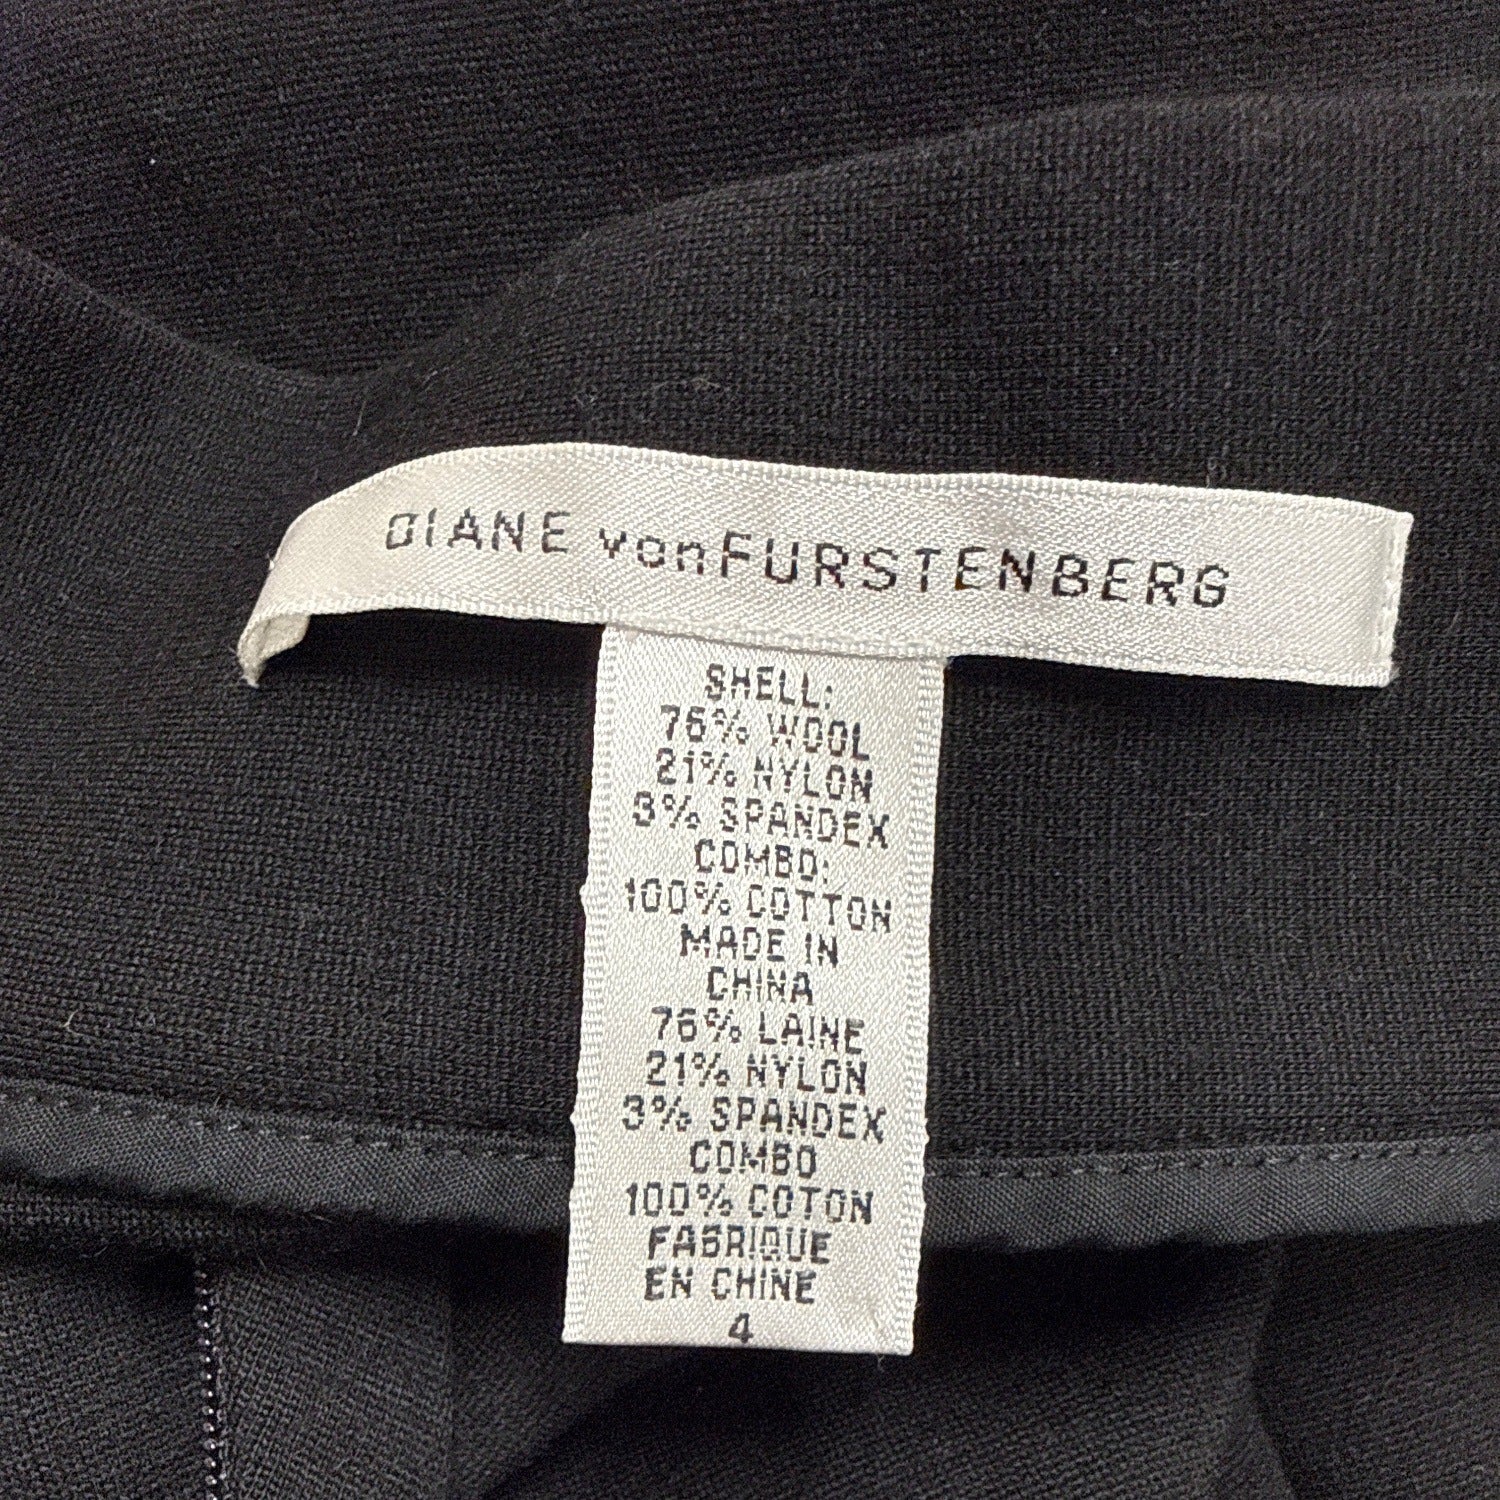 DIANE vonFURSTENBERG
SHELL:
76% WOOL
21% NYLON
3% SPANDEX
COMBO:
100% COTTON
MADE IN
CHINA
76% LAINE
21% NYLON
3% SPANDEX
COMBO
100% COTON
FABRIQUE
EN CHINE
4